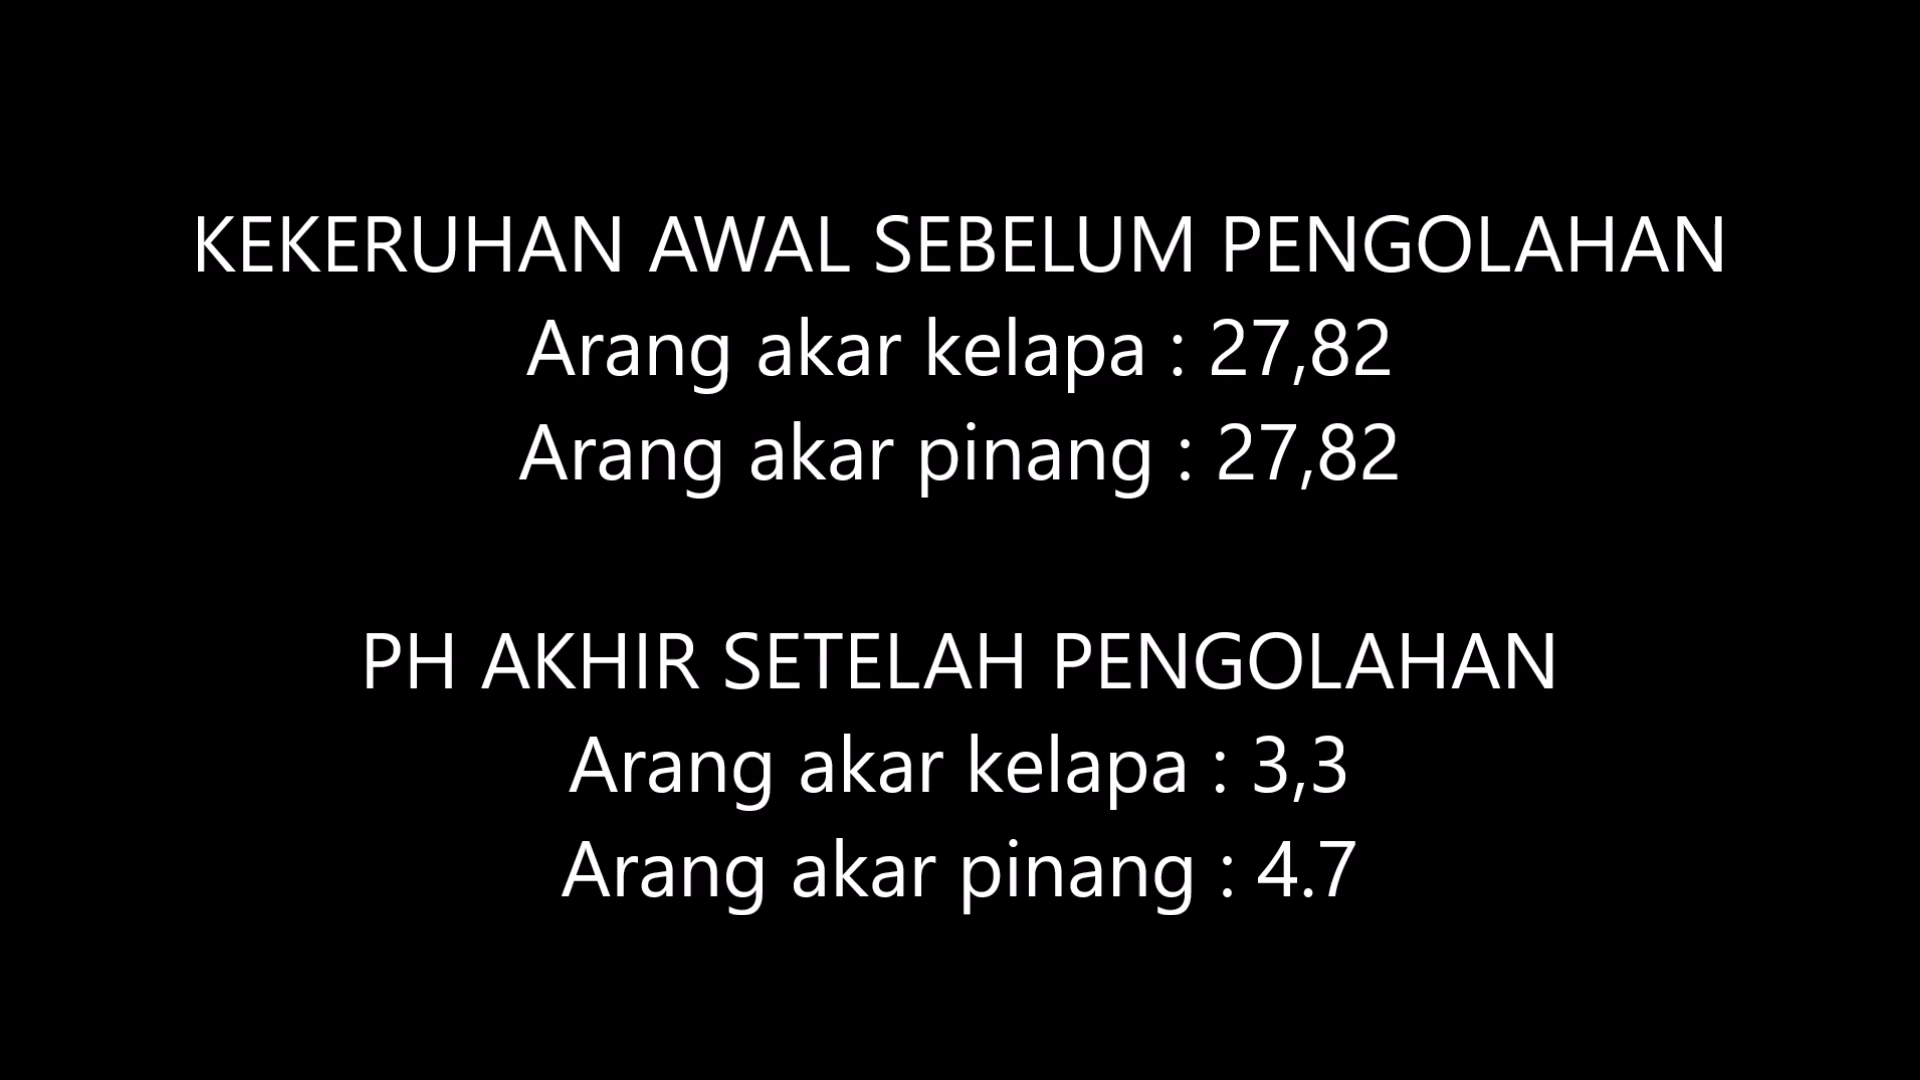 KEKERUHAN AWAL SEBELUM PENGOLAHAN
Arang akar kelapa : 27,82
Arang akar pinang : 27,82
PH AKHIR SETELAH PENGOLAHAN
Arang akar kelapa : 3,3
Arang akar pinang : 4.7